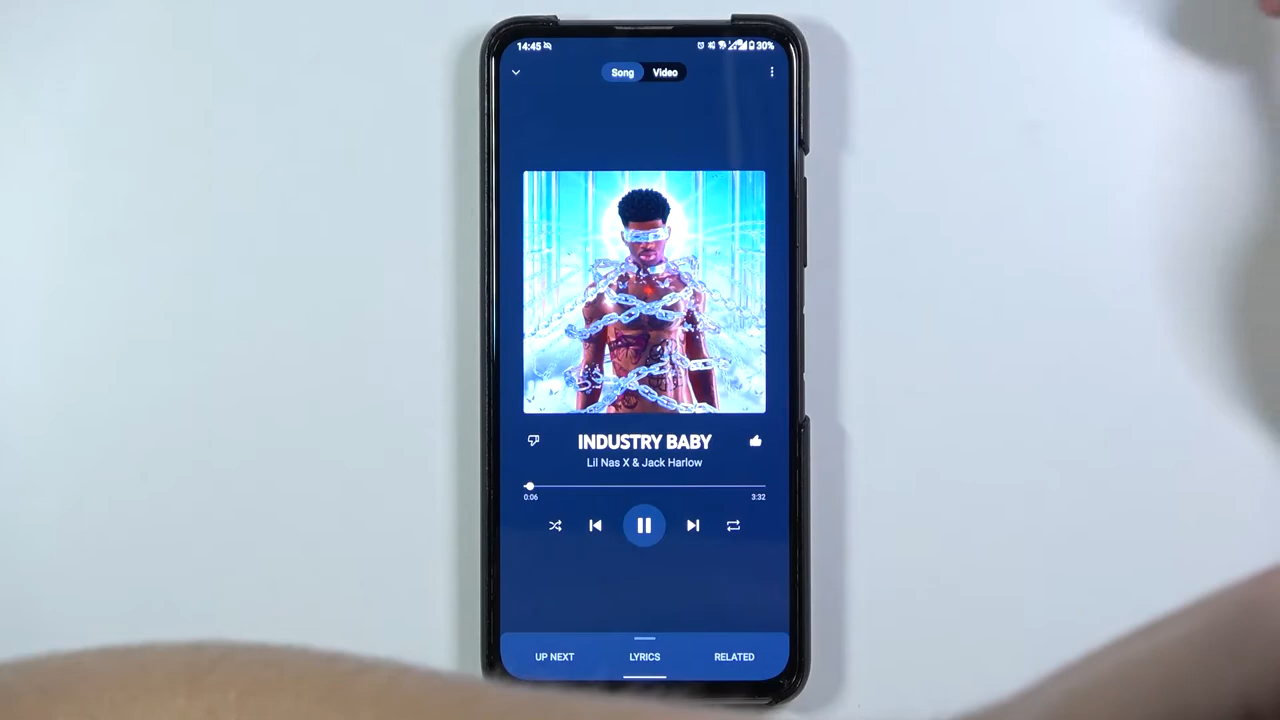 14:45
30%
Song Video
INDUSTRY BABY
Lil Nas X & Jack Harlow
0:06
3:32
UP NEXT LYRICS RELATED